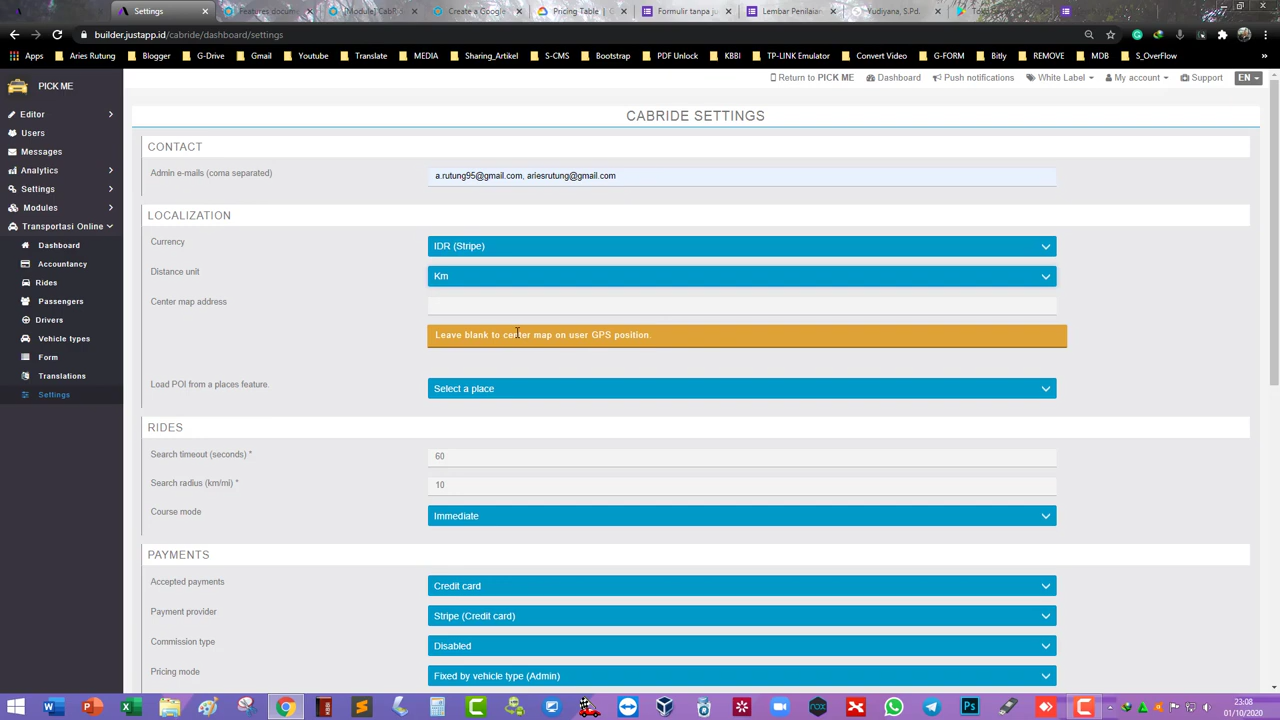 Settings
Features docum
[Module] CabR
Create a Google
Pricing Table
Formulir tanpa ju
Lembar Penilaian
Yudiyana, S.Pd.
builder.justapp.id/cabride/dashboard/settings
Apps
Aries Rutung
Blogger
G-Drive
Gmail
Youtube
Translate
MEDIA
Sharing_Artikel
S-CMS
Bootstrap
PDF Unlock
KBBI
TP-LINK Emulator
Convert Video
G-FORM
Bitly
REMOVE
MDB
S_OverFlow
PICK ME
Return to PICK ME
Dashboard
Push notifications
White Label
My account
Support
EN
Editor
Users
Messages
Analytics
Settings
Modules
Transportasi Online
Dashboard
Accountancy
Rides
Passengers
Drivers
Vehicle types
Form
Translations
Settings
CABRIDE SETTINGS
CONTACT
Admin e-mails (coma separated)
a.rutung95@gmail.com, ariesrutung@gmail.com
LOCALIZATION
Currency
IDR (Stripe)
Distance unit
Km
Center map address
Leave blank to center map on user GPS position.
Load POI from a places feature.
Select a place
RIDES
Search timeout (seconds) *
60
Search radius (km/mi) *
10
Course mode
Immediate
PAYMENTS
Accepted payments
Credit card
Payment provider
Stripe (Credit card)
Commission type
Disabled
Pricing mode
Fixed by vehicle type (Admin)
23:08
01/10/2020